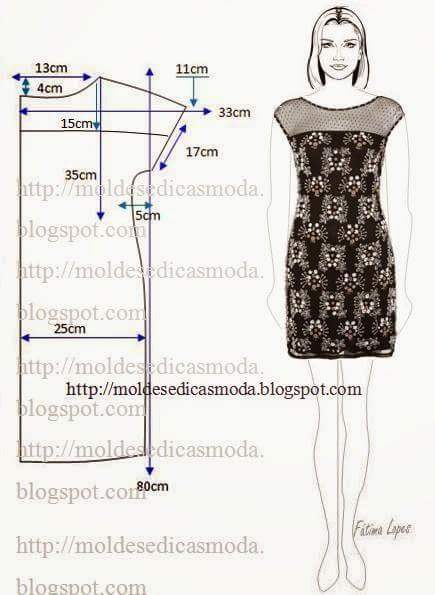 13cm
4cm
11cm
33cm
15cm
17cm
35cm
http://moldesedicasmoda.
blogspot.com
5cm
http://moldesedicasmoda.
blogspot.com
25cm
http://moldesedicasmoda.
http://moldesedicasmoda.blogspot.com
blogspot.com
http://moldesedicasmoda.
blogspot.com
80cm
Fátima Lopes
http://moldesedicasmoda.
blogspot.com